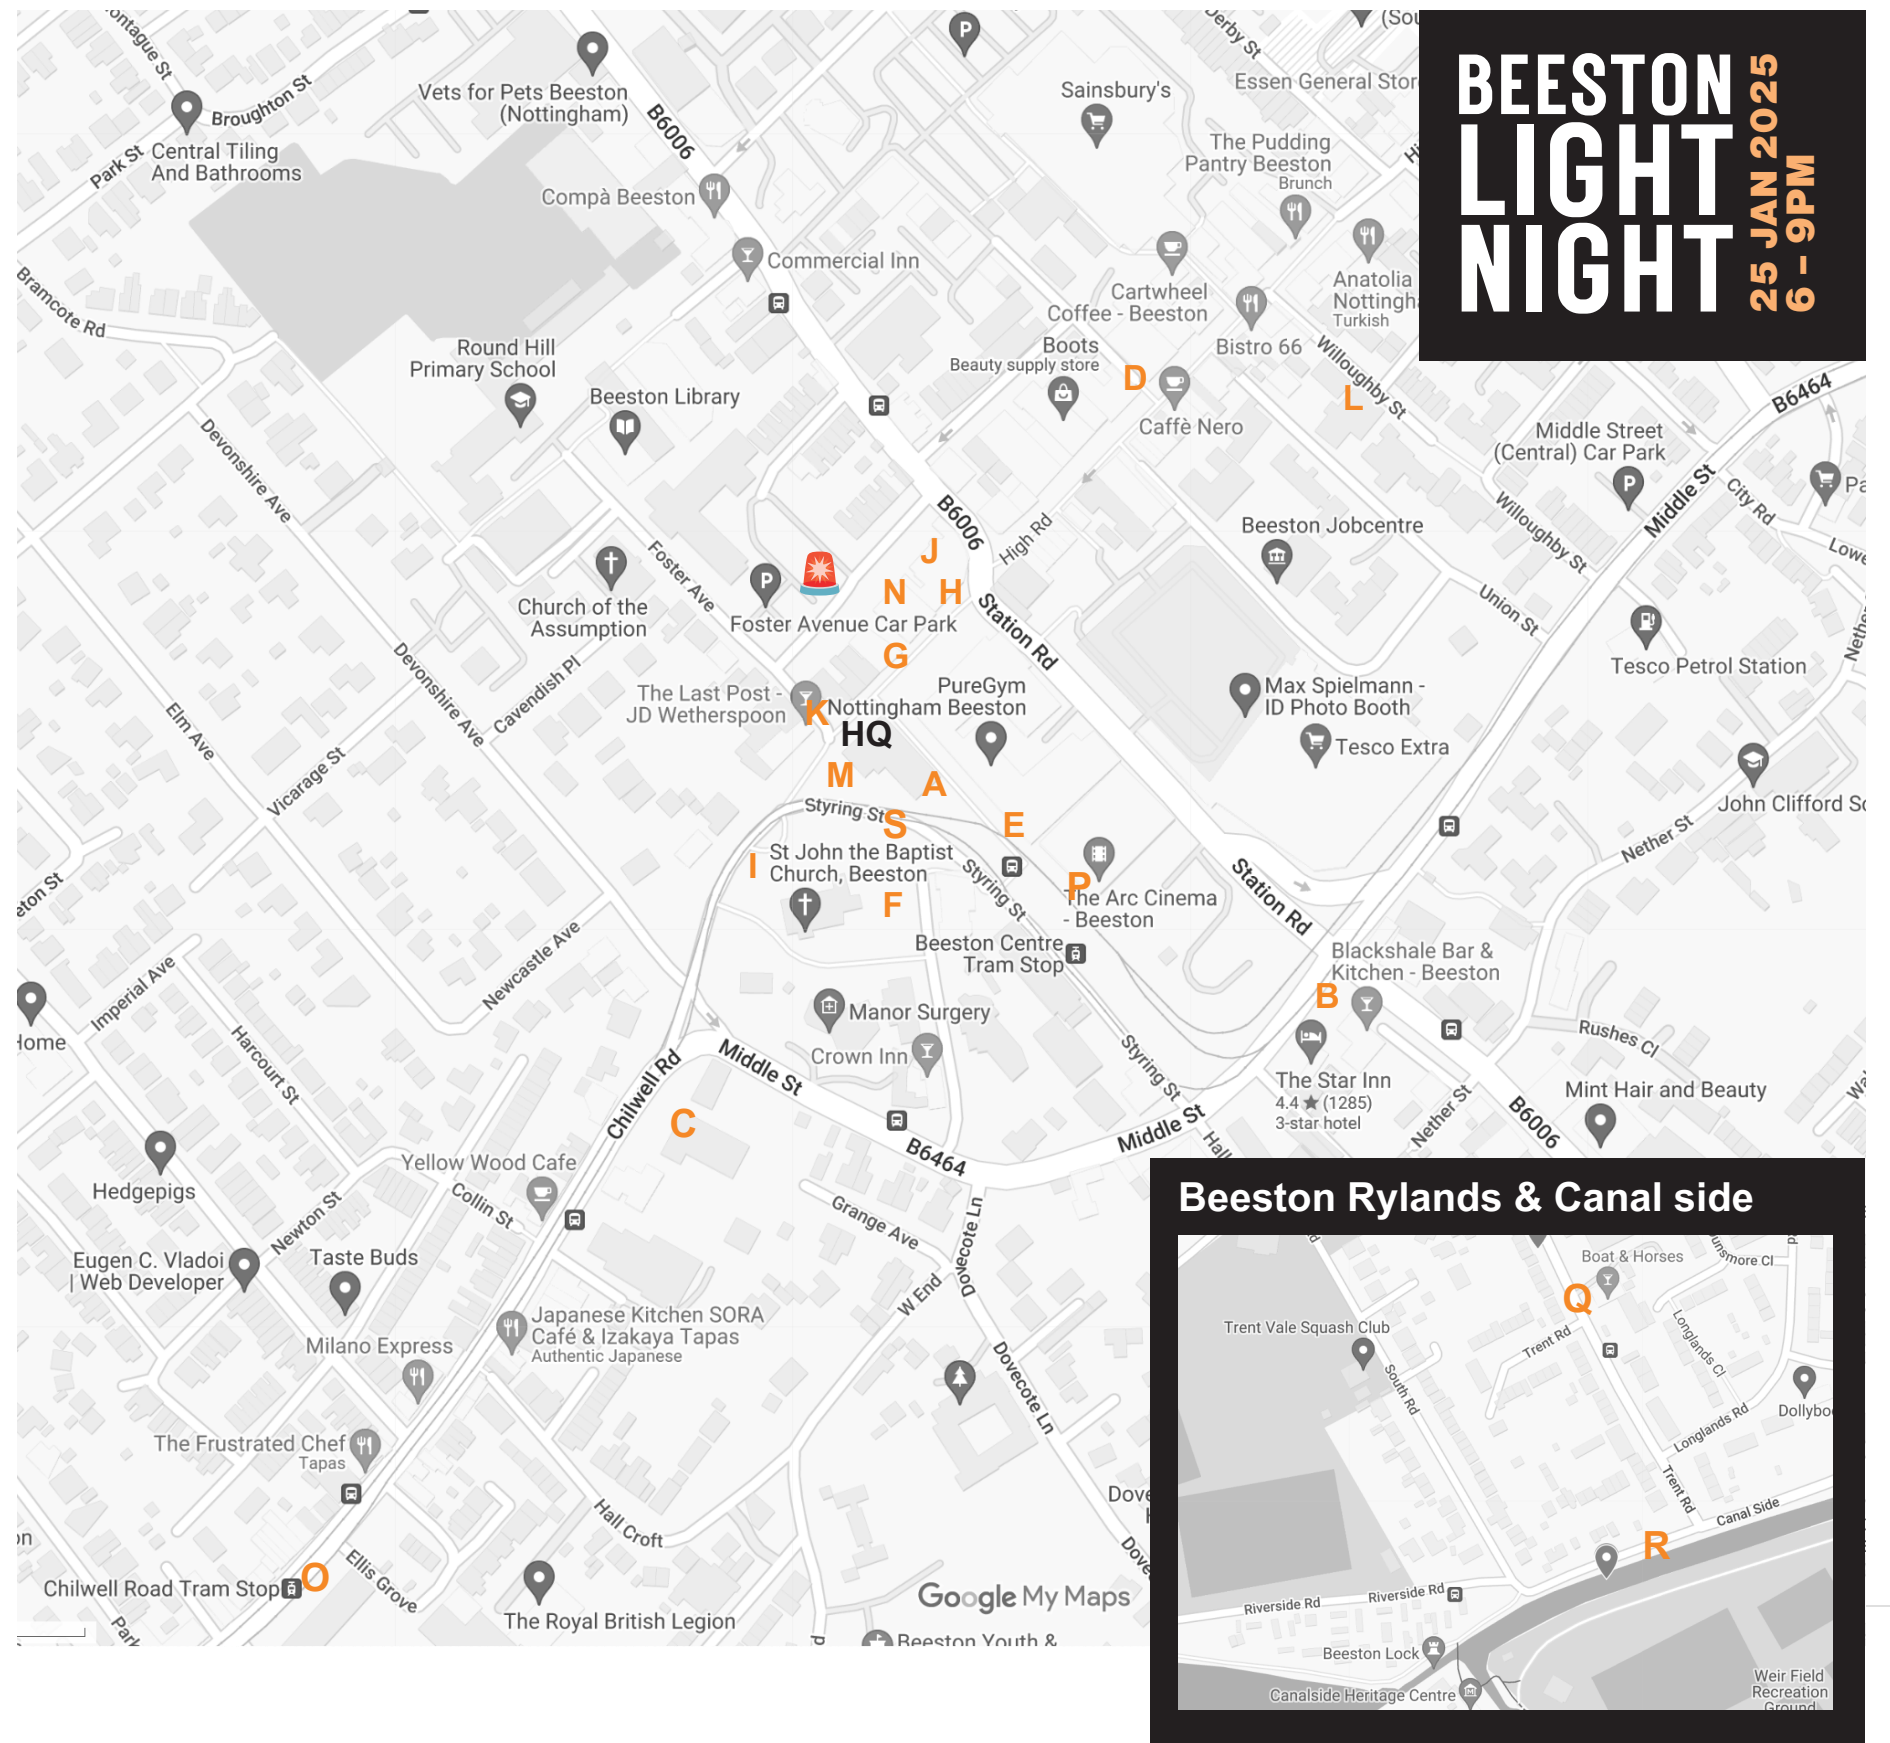 BEESTON
LIGHT
NIGHT
25 JAN 2025
6 – 9PM
Broughton St
Park St
Central Tiling
And Bathrooms
Vets for Pets Beeston
(Nottingham)
B6006
Compà Beeston
Commercial Inn
Derby St
Essen General Stor
Sainsbury's
The Pudding
Pantry Beeston
Brunch
Anatolia
Turkish
Cartwheel
Coffee - Beeston
Bistro 66
Boots
Beauty supply store
D
Caffè Nero
L
Willoughby St
B6464
Bramcote Rd
Round Hill
Primary School
Beeston Library
Devonshire Ave
Middle Street
(Central) Car Park
Middle St
City Rd
Willoughby St
B6006
High Rd
Beeston Jobcentre
Union St
Foster Ave
Church of the
Assumption
J
N
H
Foster Avenue Car Park
G
Station Rd
Tesco Petrol Station
Devonshire Ave
Cavendish Pl
Elm Ave
Vicarage St
The Last Post -
JD Wetherspoon
K
PureGym
Nottingham Beeston
HQ
M
A
Max Spielmann -
ID Photo Booth
Tesco Extra
John Clifford Sc
Nether St
Styring St
S
E
I
St John the Baptist
Church, Beeston
F
Styring St
P
The Arc Cinema
- Beeston
Station Rd
Beeston Centre
Tram Stop
Blackshale Bar &
Kitchen - Beeston
B
eton St
Newcastle Ave
Imperial Ave
Harcourt St
Manor Surgery
Crown Inn
Styring St
The Star Inn
4.4 ★ (1285)
3-star hotel
Rushes Cl
Mint Hair and Beauty
Nether St
B6006
Chilwell Rd
Middle St
C
B6464
Middle St
Hedgepigs
Yellow Wood Cafe
Collin St
Newton St
Grange Ave
Dovecote Ln
W End
Eugen C. Vladoi
| Web Developer
Taste Buds
Milano Express
Japanese Kitchen SORA
Café & Izakaya Tapas
Authentic Japanese
Dovecote Ln
The Frustrated Chef
Tapas
Hall Croft
Chilwell Road Tram Stop
O
Ellis Grove
The Royal British Legion
Google My Maps
Beeston Youth &
Beeston Rylands & Canal side
Boat & Horses
Q
Trent Vale Squash Club
Trent Rd
South Rd
Longlands Cl
Longlands Rd
Trent Rd
Canal Side
R
Riverside Rd
Riverside Rd
Beeston Lock
Canalside Heritage Centre
Weir Field
Recreation
Ground